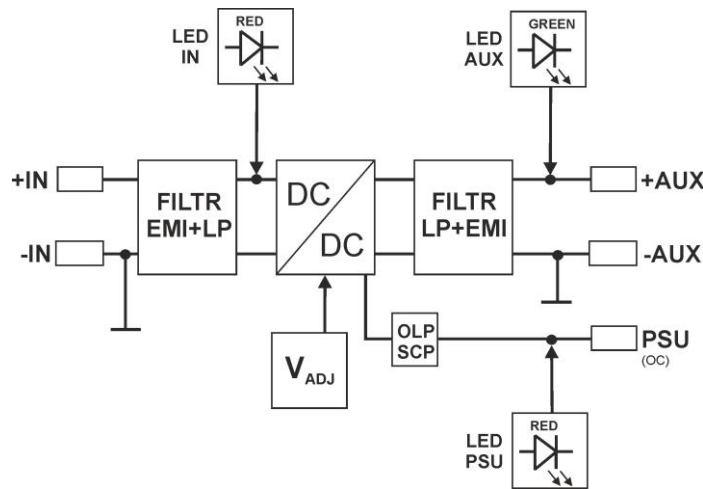 LED
IN
RED
LED
AUX
GREEN
+IN
-IN
FILTR
EMI+LP
DC
DC
FILTR
LP+EMI
+AUX
-AUX
VADJ
OLP
SCP
PSU
(OC)
LED
PSU
RED